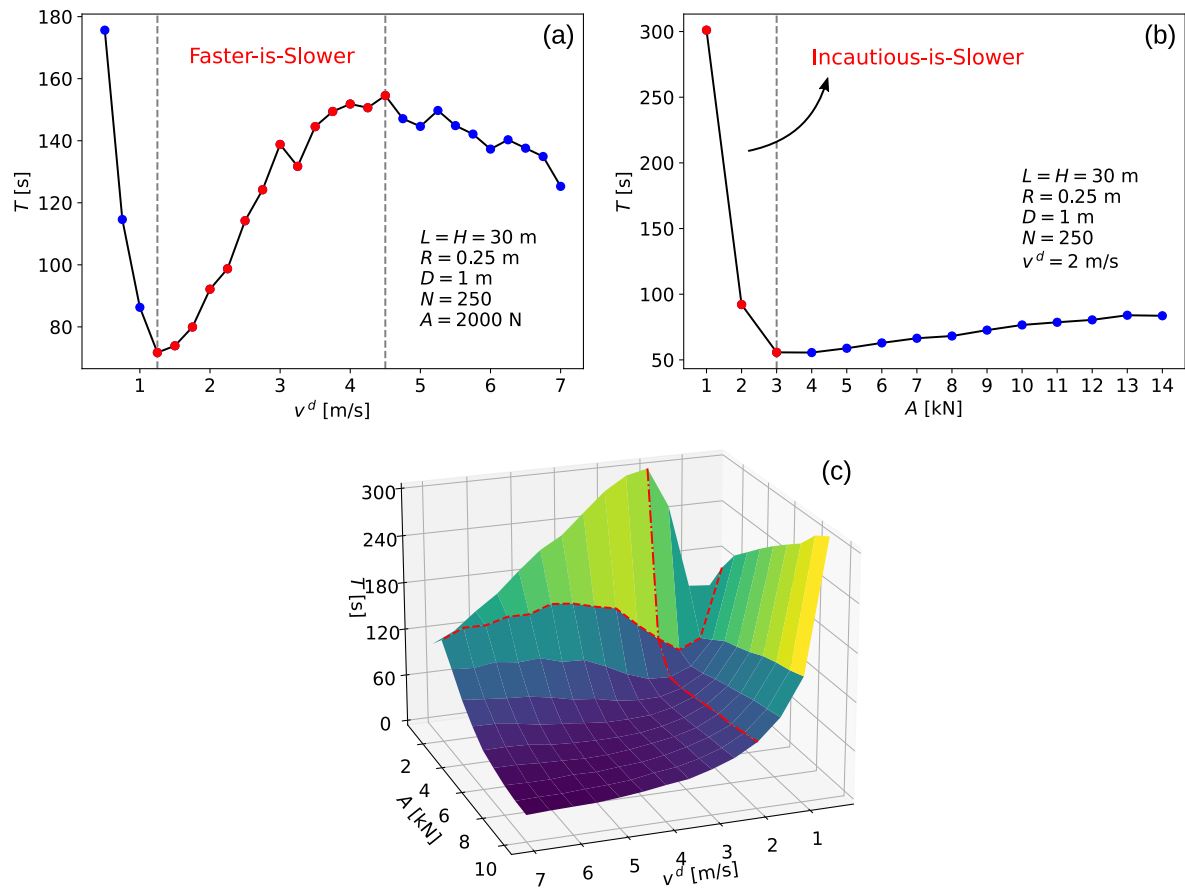 (a)
Faster-is-Slower
180
160
140
120
100
80
T [s]
L = H = 30 m
R = 0.25 m
D = 1 m
N = 250
A = 2000 N
1 2 3 4 5 6 7
v^d [m/s]
(b)
Incautious-is-Slower
300
250
200
150
100
50
T [s]
L = H = 30 m
R = 0.25 m
D = 1 m
N = 250
v^d = 2 m/s
1 2 3 4 5 6 7 8 9 10 11 12 13 14
A [kN]
(c)
300
240
180
120
60
0
T [s]
2
4
6
8
10
A [kN]
7 6 5 4 3 2 1
v^d [m/s]